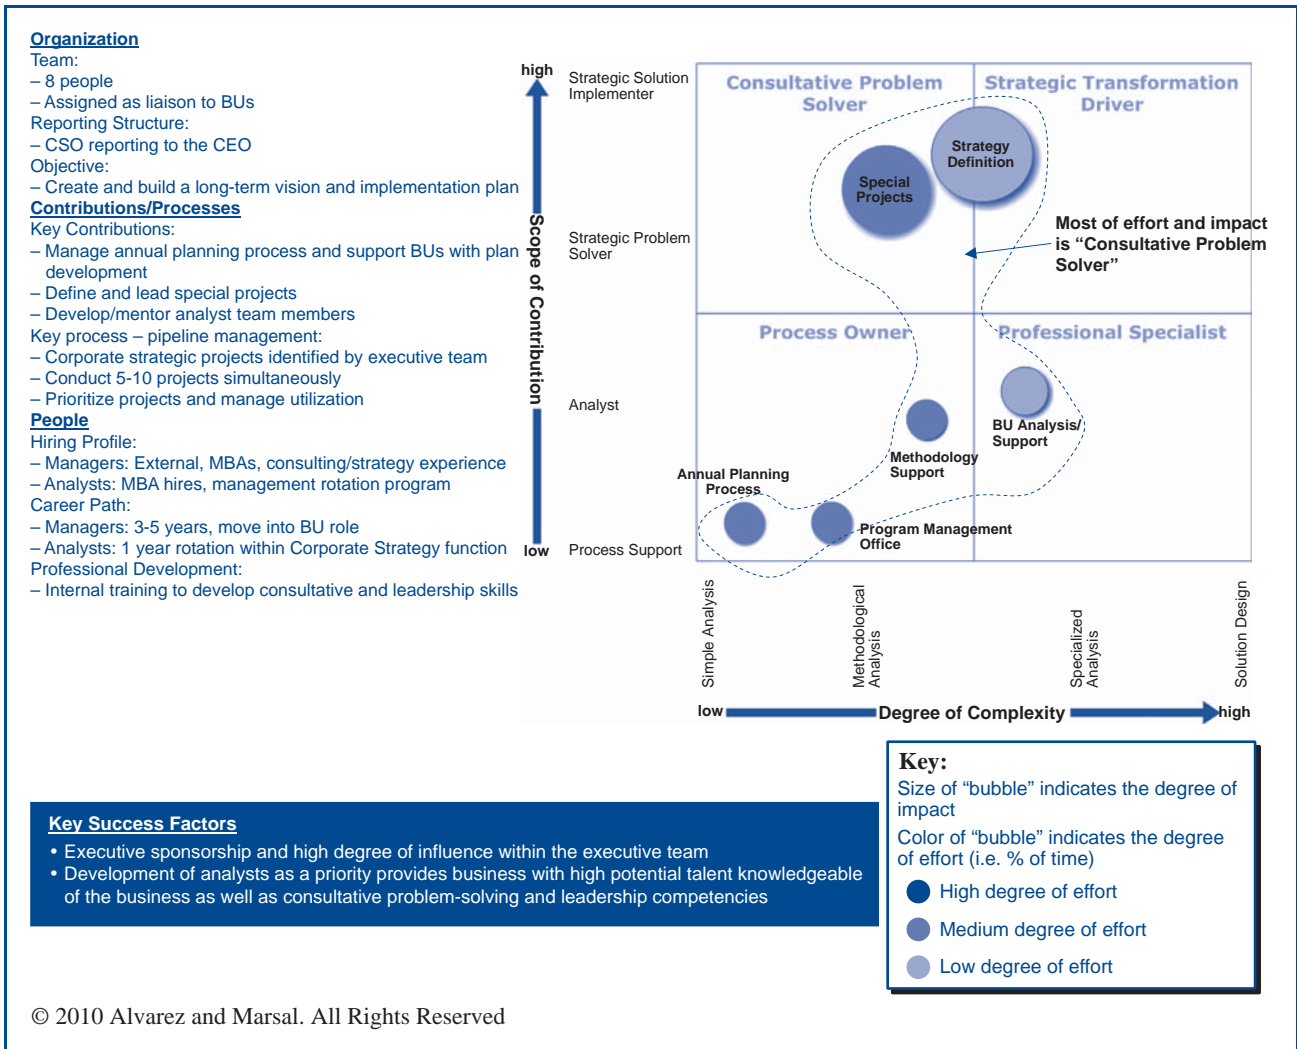 Organization
Team:
– 8 people
– Assigned as liaison to BUs
Reporting Structure:
– CSO reporting to the CEO
Objective:
– Create and build a long-term vision and implementation plan
Contributions/Processes
Key Contributions:
– Manage annual planning process and support BUs with plan
development
– Define and lead special projects
– Develop/mentor analyst team members
Key process – pipeline management:
– Corporate strategic projects identified by executive team
– Conduct 5-10 projects simultaneously
– Prioritize projects and manage utilization
People
Hiring Profile:
– Managers: External, MBAs, consulting/strategy experience
– Analysts: MBA hires, management rotation program
Career Path:
– Managers: 3-5 years, move into BU role
– Analysts: 1 year rotation within Corporate Strategy function
Professional Development:
– Internal training to develop consultative and leadership skills
high
Scope of Contribution
low
Strategic Solution
Implementer
Strategic Problem
Solver
Analyst
Process Support
Consultative Problem
Solver
Strategic Transformation
Driver
Strategy
Definition
Special
Projects
Most of effort and impact
is “Consultative Problem
Solver”
Process Owner
Professional Specialist
BU Analysis/
Support
Methodology
Support
Annual Planning
Process
Program Management
Office
Simple Analysis
Methodological
Analysis
Specialized
Analysis
Solution Design
low
Degree of Complexity
high
Key:
Size of “bubble” indicates the degree of
impact
Color of “bubble” indicates the degree
of effort (i.e. % of time)
High degree of effort
Medium degree of effort
Low degree of effort
Key Success Factors
• Executive sponsorship and high degree of influence within the executive team
• Development of analysts as a priority provides business with high potential talent knowledgeable
of the business as well as consultative problem-solving and leadership competencies
© 2010 Alvarez and Marsal. All Rights Reserved